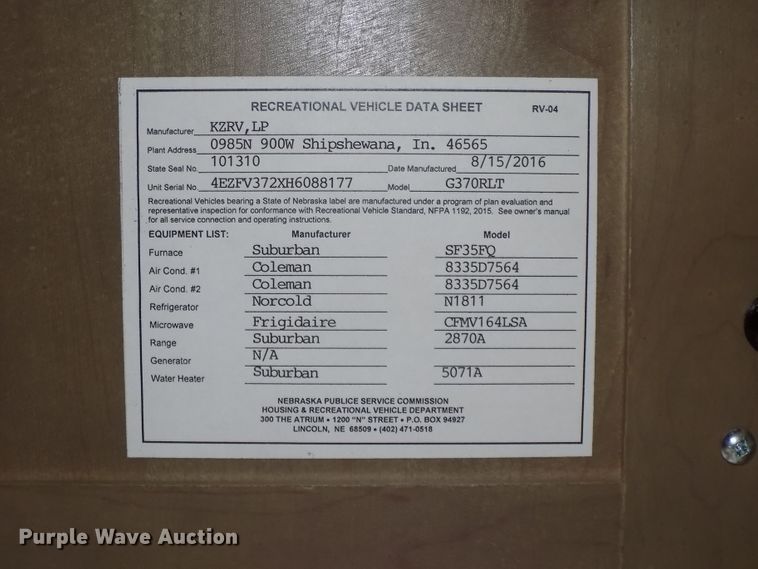 RECREATIONAL VEHICLE DATA SHEET RV-04
Manufacturer KZRV,LP
Plant Address 0985N 900W Shipshewana, In. 46565
State Seal No. 101310 Date Manufactured 8/15/2016
Unit Serial No. 4EZFV372XH6088177 Model G370RLT
Recreational Vehicles bearing a State of Nebraska label are manufactured under a program of plan evaluation and
representative inspection for conformance with Recreational Vehicle Standard, NFPA 1192, 2015. See owner's manual
for all service connection and operating instructions.
EQUIPMENT LIST: Manufacturer Model
Furnace Suburban SF35FQ
Air Cond. #1 Coleman 8335D7564
Air Cond. #2 Coleman 8335D7564
Refrigerator Norcold N1811
Microwave Frigidaire CFMV164LSA
Range Suburban 2870A
Generator N/A
Water Heater Suburban 5071A
NEBRASKA PUBLICE SERVICE COMMISSION
HOUSING & RECREATIONAL VEHICLE DEPARTMENT
300 THE ATRIUM • 1200 "N" STREET • P.O. BOX 94927
LINCOLN, NE 68509 • (402) 471-0518
Purple Wave Auction